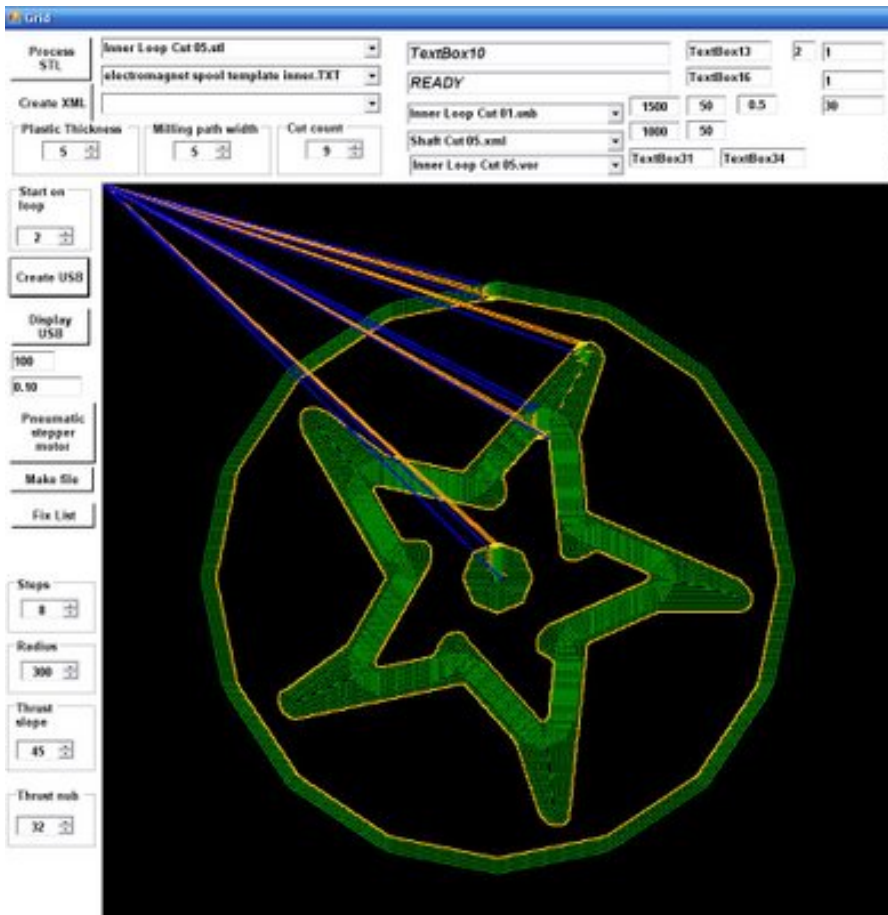 Grid
Process
STL
Inner Loop Cut 05.stl
TextBox10
TextBox13
2
1
electromagnet spool template inner.TXT
READY
TextBox16
1
Create XML
Inner Loop Cut 01.usb
1500
50
0.5
30
Plastic Thickness
Milling path width
Cut count
5
5
9
Shaft Cut 05.xml
1000
50
Inner Loop Cut 05.vor
TextBox31
TextBox34
Start on
loop
2
Create USB
Display
USB
100
0.10
Pneumatic
stepper
motor
Make file
Fix List
Steps
8
Radius
300
Thrust
slope
45
Thrust nub
32